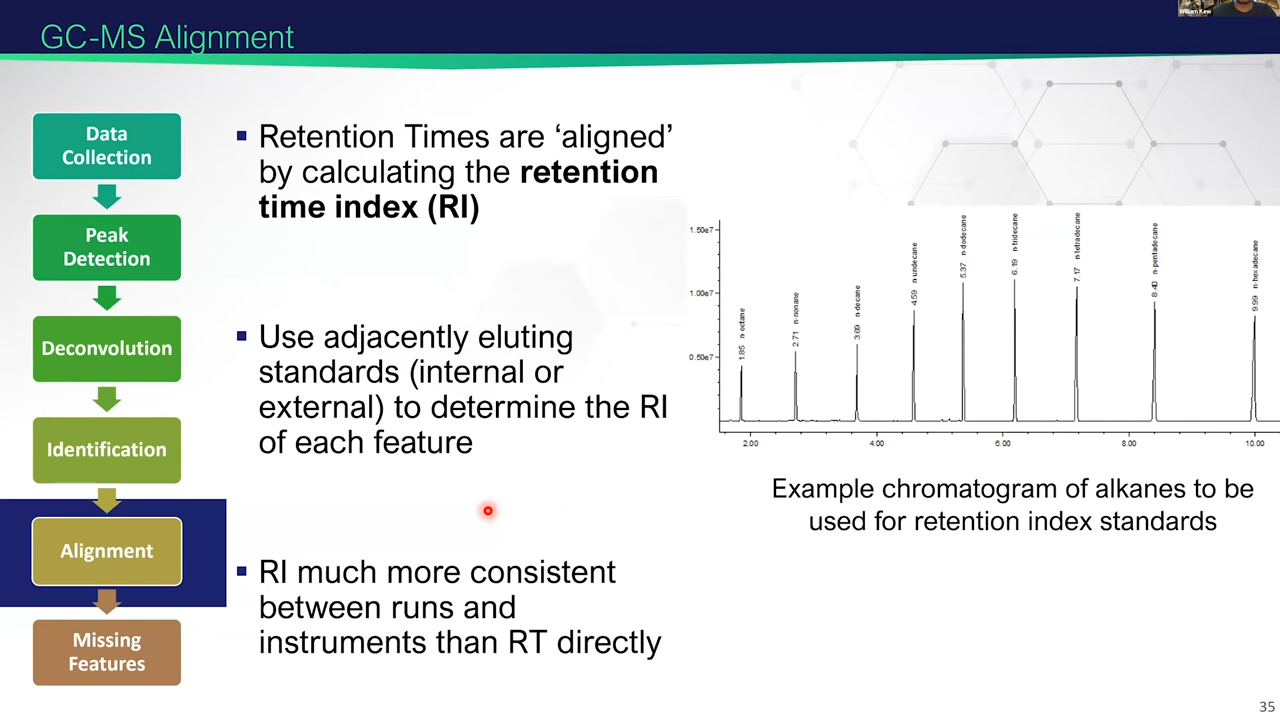 William Kew
GC-MS Alignment
Data
Collection
Peak
Detection
Deconvolution
Identification
Alignment
Missing
Features
▪ Retention Times are ‘aligned’
by calculating the retention
time index (RI)
▪ Use adjacently eluting
standards (internal or
external) to determine the RI
of each feature
▪ RI much more consistent
between runs and
instruments than RT directly
1.50e7
1.00e7
0.50e7
1.85 n-octane
2.71 n-nonane
3.69 n-decane
4.59 n-undecane
5.37 n-dodecane
6.19 n-tridecane
7.17 n-tetradecane
8.40 n-pentadecane
9.99 n-hexadecane
2.00 4.00 6.00 8.00 10.00
Example chromatogram of alkanes to be
used for retention index standards
35